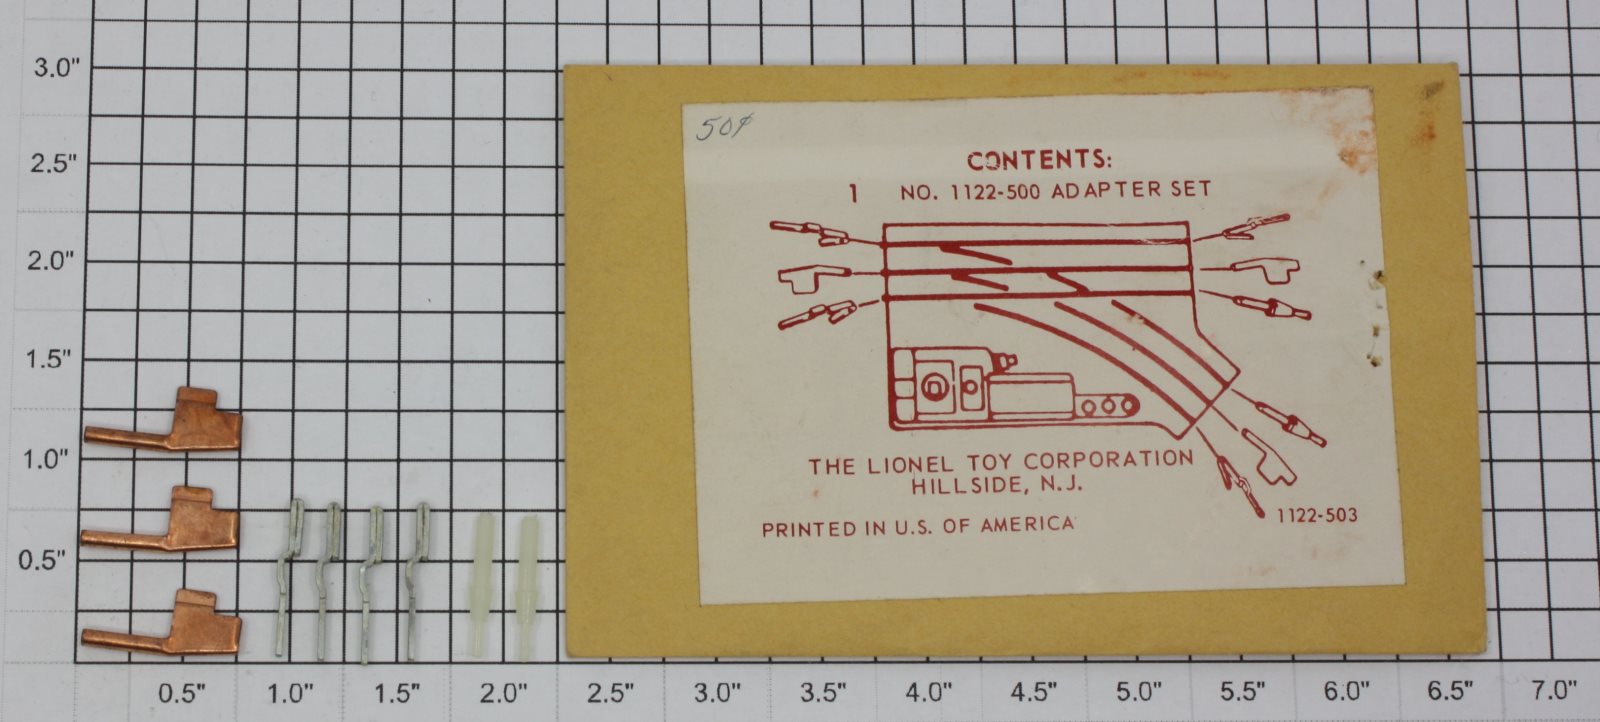 3.0"
2.5"
2.0"
1.5"
1.0"
0.5"
50¢
CONTENTS:
1 NO. 1122-500 ADAPTER SET
THE LIONEL TOY CORPORATION
HILLSIDE, N.J.
1122-503
PRINTED IN U.S. OF AMERICA
0.5" 1.0" 1.5" 2.0" 2.5" 3.0" 3.5" 4.0" 4.5" 5.0" 5.5" 6.0" 6.5" 7.0"